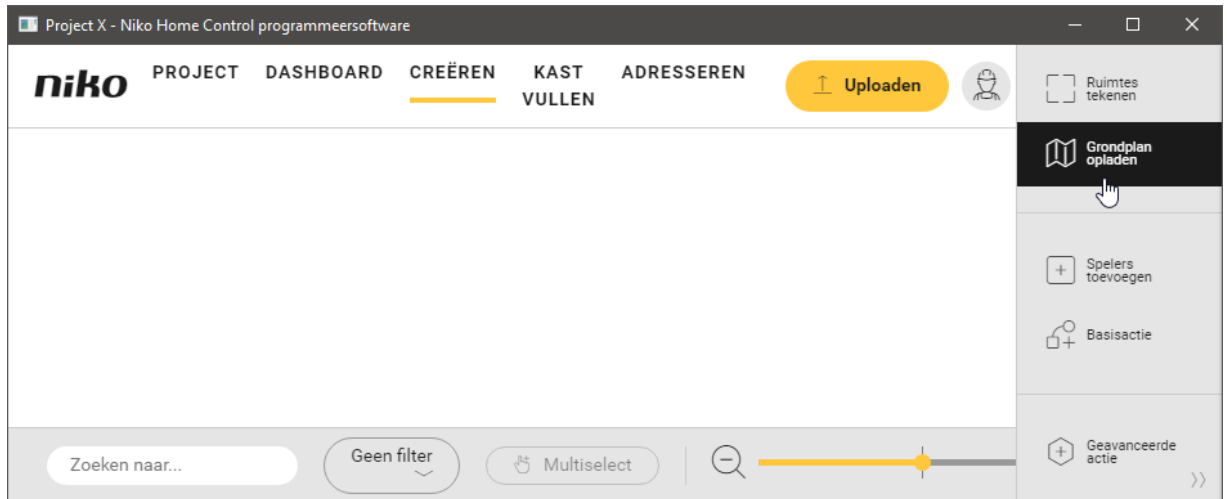 Project X - Niko Home Control programmeersoftware
niko
PROJECT DASHBOARD CREËREN KAST VULLEN ADRESSEREN
Uploaden
Ruimtes
tekenen
Grondplan
opladen
Spelers
toevoegen
Basisactie
Geavanceerde
actie
Zoeken naar...
Geen filter
Multiselect